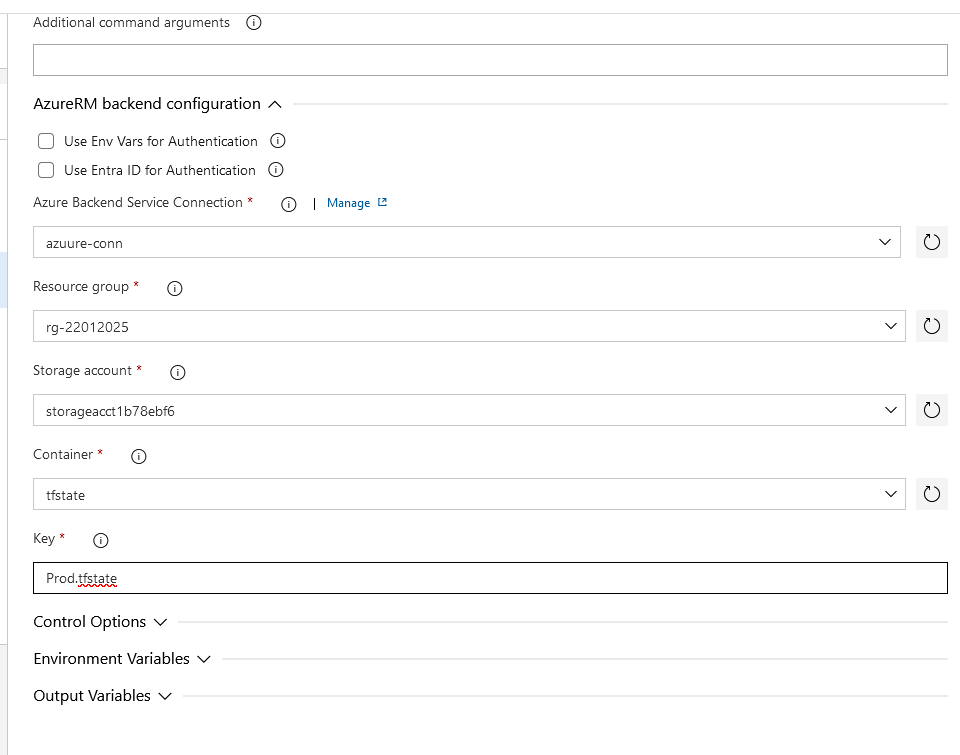 Additional command arguments
AzureRM backend configuration
Use Env Vars for Authentication
Use Entra ID for Authentication
Azure Backend Service Connection * | Manage
azuure-conn
Resource group *
rg-22012025
Storage account *
storageacct1b78ebf6
Container *
tfstate
Key *
Prod.tfstate
Control Options
Environment Variables
Output Variables